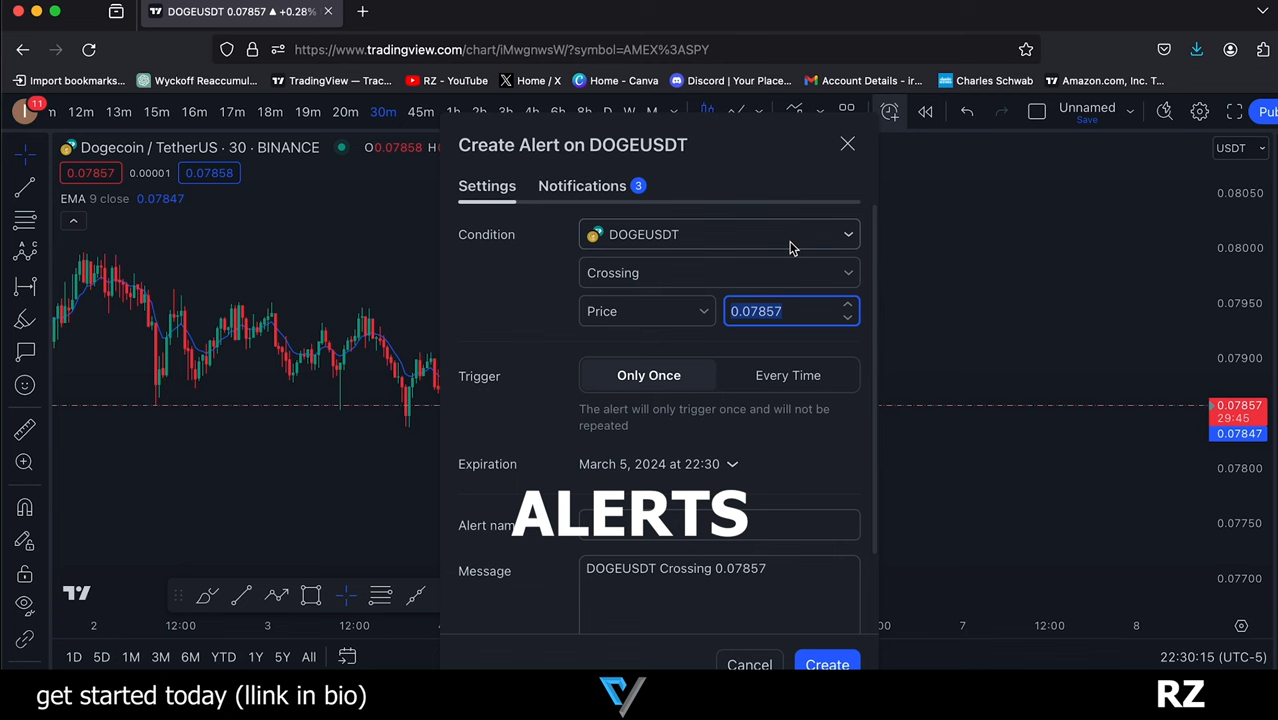 DOGEUSDT 0.07857 ▲ +0.28%
https://www.tradingview.com/chart/iMwgnwsW/?symbol=AMEX%3ASPY
Import bookmarks...
Wyckoff Reaccumul...
TradingView — Trac...
RZ - YouTube
Home / X
Home - Canva
Discord | Your Place...
Account Details - ir...
Charles Schwab
Amazon.com, Inc. T...
11
12m 13m 15m 16m 17m 18m 19m 20m 30m 45m
Unnamed
Save
Dogecoin / TetherUS · 30 · BINANCE
O0.07858
0.07857 0.00001 0.07858
EMA 9 close 0.07847
USDT
Create Alert on DOGEUSDT
Settings
Notifications 3
Condition
DOGEUSDT
Crossing
Price
0.07857
Trigger
Only Once
Every Time
The alert will only trigger once and will not be
repeated
Expiration
March 5, 2024 at 22:30
ALERTS
Message
DOGEUSDT Crossing 0.07857
Cancel
Create
0.08050
0.08000
0.07950
0.07900
0.07857
29:45
0.07847
0.07800
0.07750
0.07700
2 12:00 3 12:00 7 12:00 8
1D 5D 1M 3M 6M YTD 1Y 5Y All
22:30:15 (UTC-5)
get started today (llink in bio)
RZ